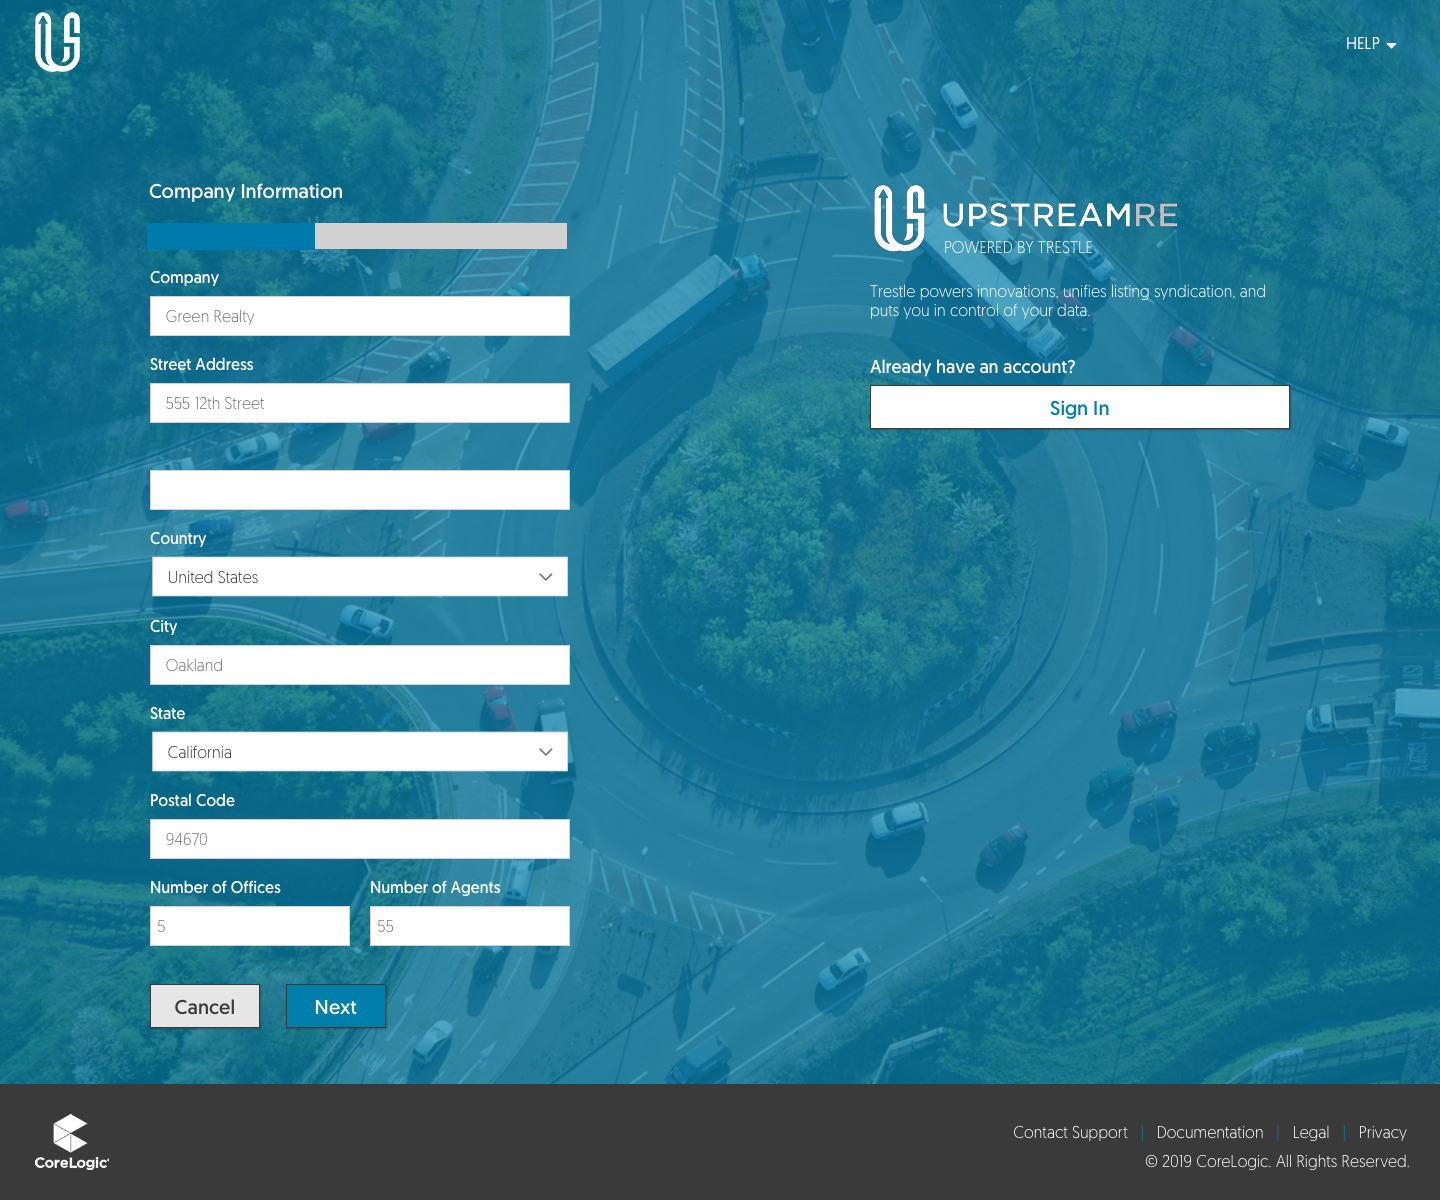 HELP
Company Information
Company
Green Realty
Street Address
555 12th Street
Country
United States
City
Oakland
State
California
Postal Code
94670
Number of Offices
Number of Agents
5
55
Cancel
Next
UPSTREAMRE
POWERED BY TRESTLE
Trestle powers innovations, unifies listing syndication, and
puts you in control of your data.
Already have an account?
Sign In
CoreLogic
Contact Support | Documentation | Legal | Privacy
© 2019 CoreLogic. All Rights Reserved.